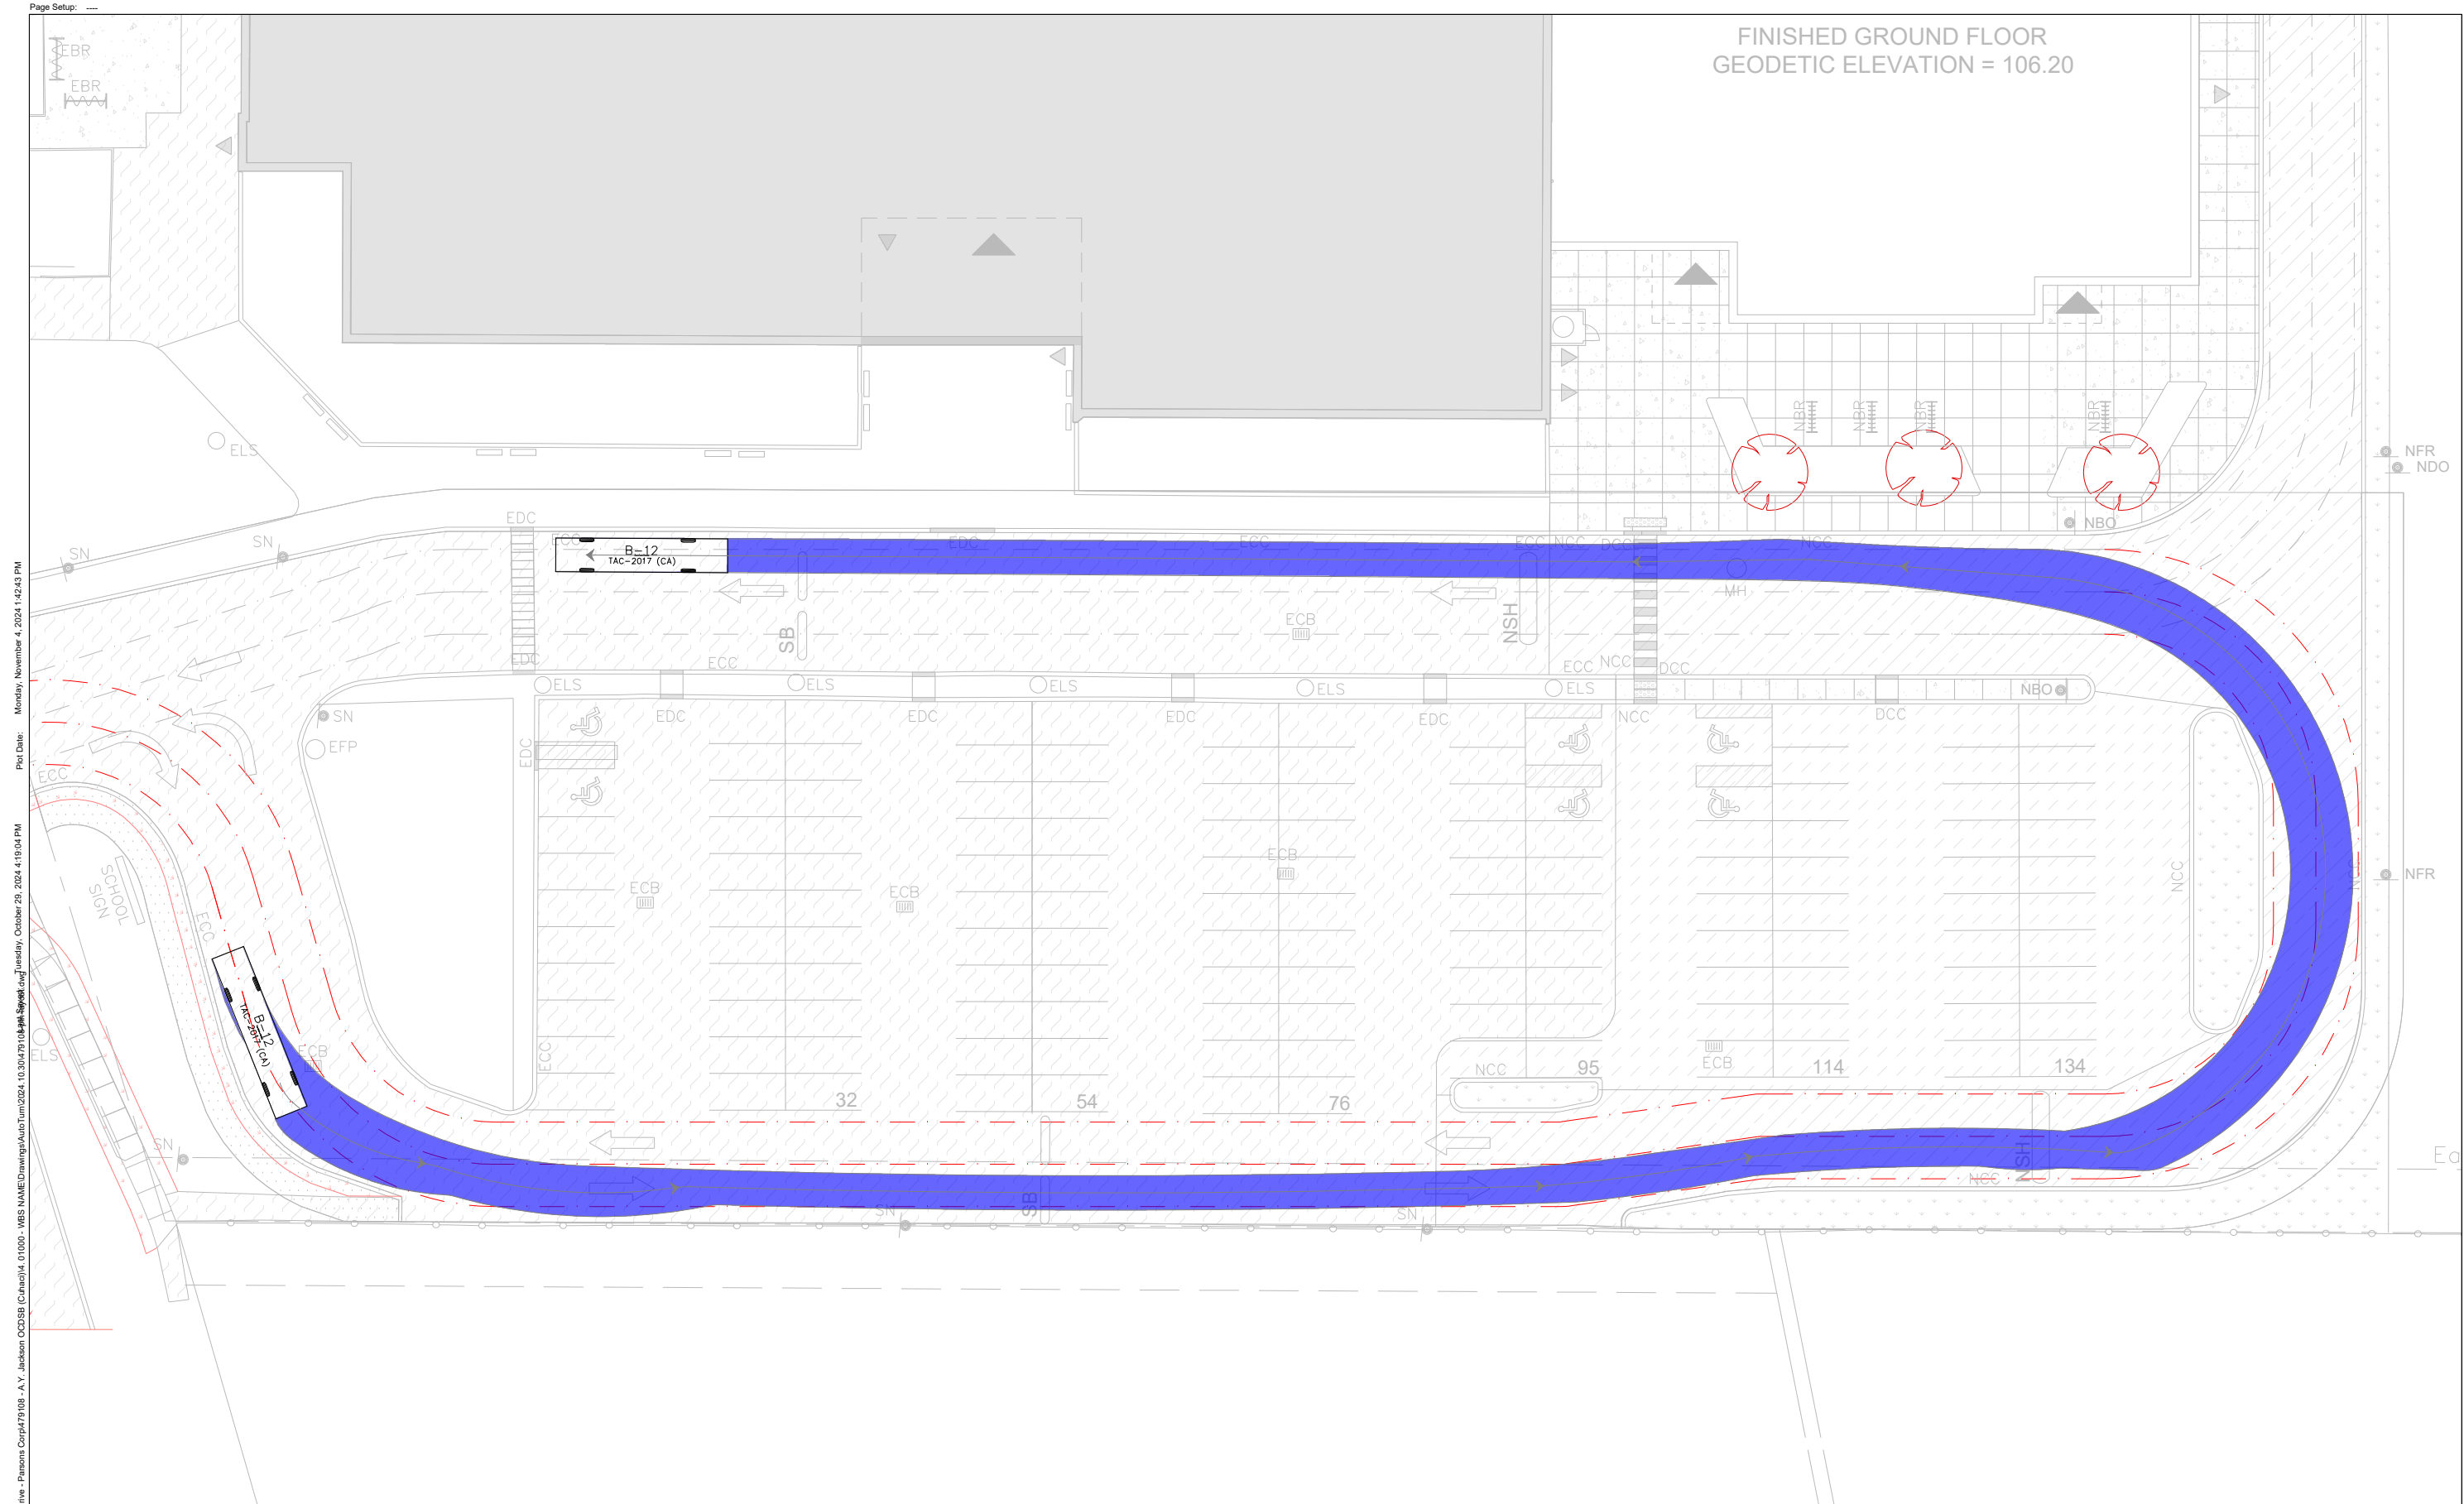 Page Setup: ----
EBR
EBR
FINISHED GROUND FLOOR
GEODETIC ELEVATION = 106.20
NBR
NBR
NBR
NBR
ELS
NFR
NDO
EDC
NBO
SN
SN
ECC
B-12
TAC-2017 (CA)
EDC
ECC
ECC
NCC
DCC
NCC
MH
SB
ECB
NSH
EDC
ECC
ECC
NCC
DCC
ELS
ELS
ELS
ELS
ELS
NBO
SN
EDC
EDC
EDC
EDC
NCC
DCC
EFP
EDC
ECC
SCHOOL
SIGN
ECB
ECB
ECB
NCC
NCC
NFR
ECC
B-12
TAC-2017 (CA)
ECB
ELS
ECC
NCC
95
ECB
114
134
32
54
76
SN
SB
NSH
NCC
SN
SN
Plot Date: Monday, November 4, 2024 1:42:43 PM
Tuesday, October 29, 2024 4:19:04 PM